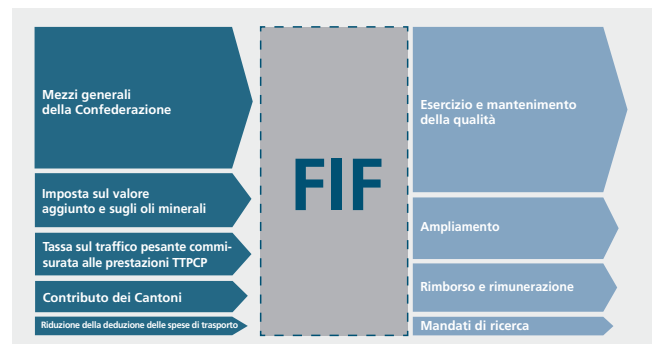 Mezzi generali
della Confederazione
Imposta sul valore
aggiunto e sugli oli minerali
Tassa sul traffico pesante commi-
surata alle prestazioni TTPCP
Contributo dei Cantoni
Riduzione della deduzione delle spese di trasporto
FIF
Esercizio e mantenimento
della qualità
Ampliamento
Rimborso e rimunerazione
Mandati di ricerca